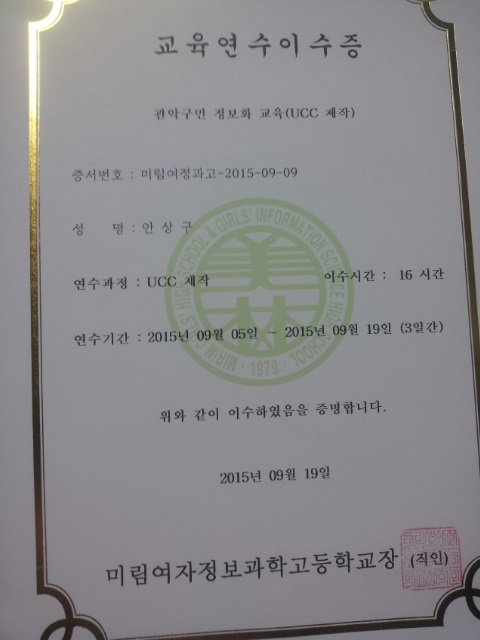 교육연수이수증
관악구민 정보화 교육(UCC 제작)
증서번호 : 미림여정과고-2015-09-09
성 명 : 안상구
연수과정 : UCC 제작 이수시간 : 16 시간
연수기간 : 2015년 09월 05일 - 2015년 09월 19일 (3일간)
위와 같이 이수하였음을 증명합니다.
2015년 09월 19일
미림여자정보과학고등학교장 (직인)
MIRIM GIRL'S HIGH SCHOOL & GIRLS' INFORMATION SCIENCE HIGH SCHOOL
美林
1979